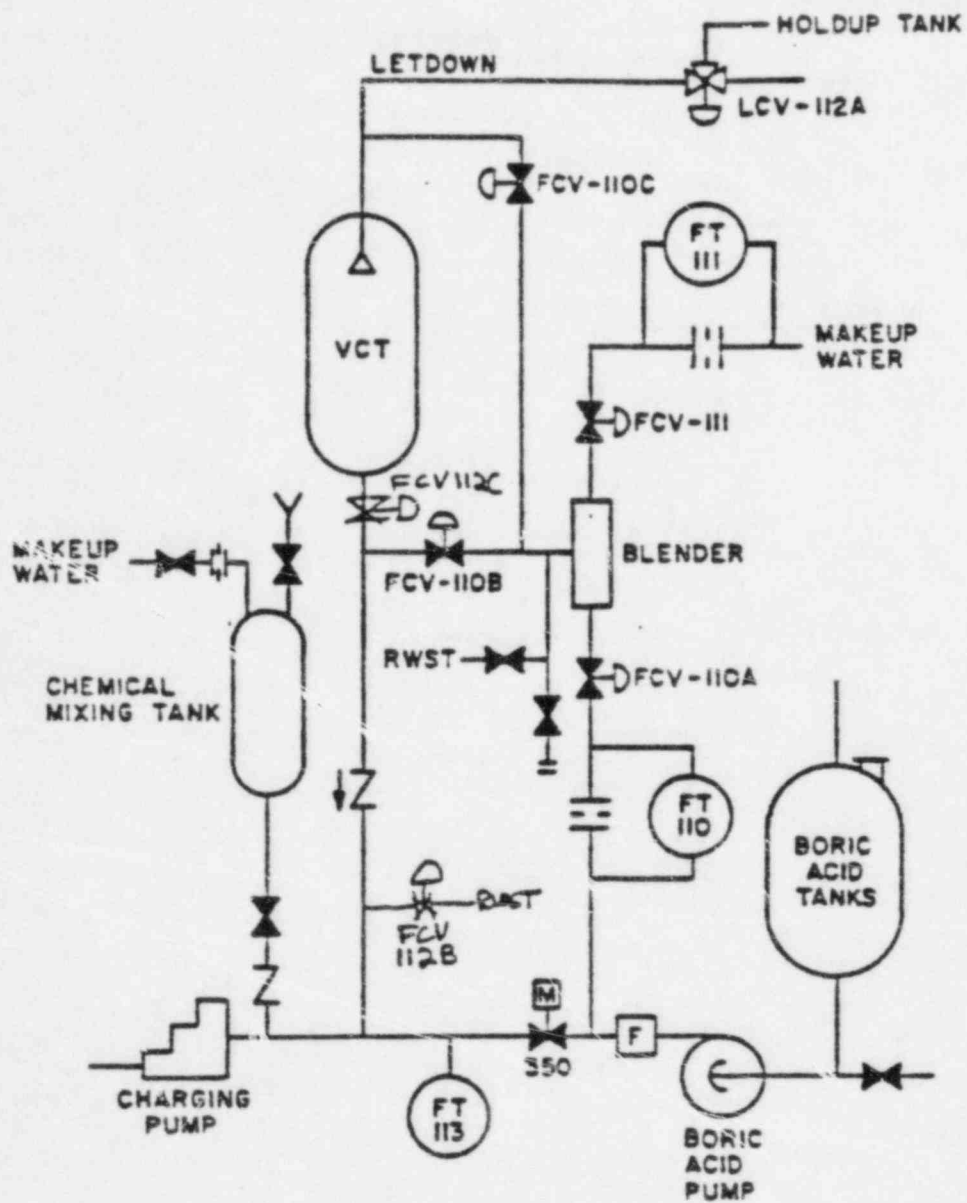 HOLDUP TANK
LETDOWN
LCV-112A
FCV-110C
FT
111
MAKEUP
WATER
VCT
FCV-111
FCV112C
BLENDER
MAKEUP
WATER
FCV-110B
RWST
FCV-110A
CHEMICAL
MIXING TANK
FT
110
BORIC
ACID
TANKS
FCV
112B
M
350
F
CHARGING
PUMP
FT
113
BORIC
ACID
PUMP